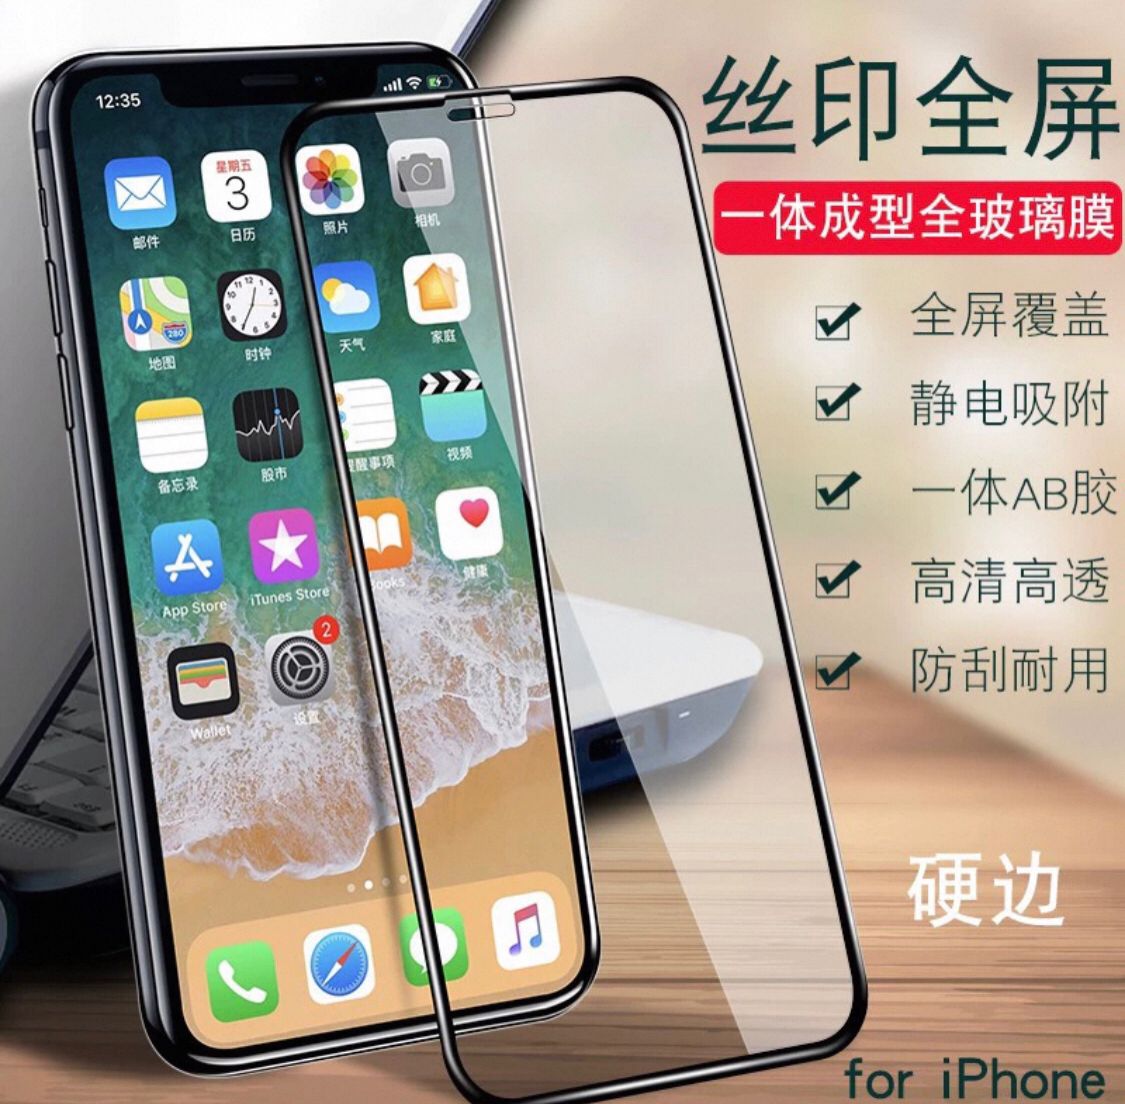 丝印全屏
一体成型全玻璃膜
全屏覆盖
静电吸附
一体AB胶
高清高透
防刮耐用
硬边
for iPhone
12:35
星期五
3
邮件
日历
照片
相机
280
地图
时钟
天气
家庭
备忘录
股市
醒事项
视频
App Store
iTunes Store
ooks
健康
2
Wallet
设置